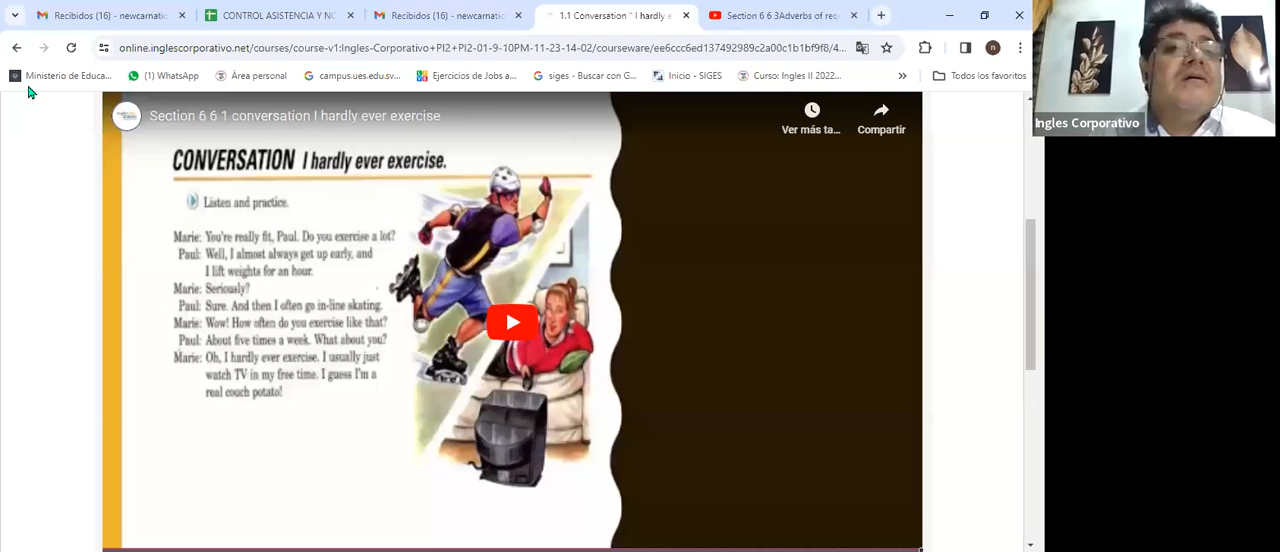 Recibidos (16) - newcarnatic
CONTROL ASISTENCIA Y NO
Recibidos (16) - newcarnatic
1.1 Conversation " I hardly e
Section 6 6 3Adverbs of req
online.inglescorporativo.net/courses/course-v1:Ingles-Corporativo+PI2+PI2-01-9-1PM-11-23-14-02/courseware/ee6ccc6ed137492989c2a00c1b1bf9f8/4...
Ministerio de Educa...
(1) WhatsApp
Área personal
campus.ues.edu.sv...
Ejercicios de Jobs a...
siges - Buscar con G...
Inicio - SIGES
Curso: Ingles II 2022...
Todos los favoritos
Ingles Corporativo
Section 6 6 1 conversation I hardly ever exercise
Ver más ta...
Compartir
CONVERSATION I hardly ever exercise.
Listen and practice.
Marie: You're really fit, Paul. Do you exercise a lot?
Paul: Well, I almost always get up early, and
I lift weights for an hour.
Marie: Seriously?
Paul: Sure. And then I often go in-line skating.
Marie: Wow! How often do you exercise like that?
Paul: About five times a week. What about you?
Marie: Oh, I hardly ever exercise. I usually just
watch TV in my free time. I guess I'm a
real couch potato!